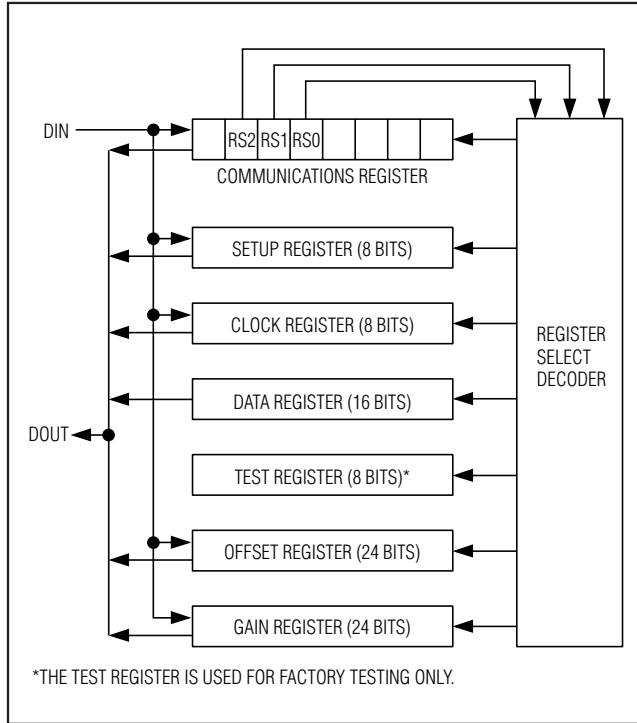 DIN
RS2 RS1 RS0
COMMUNICATIONS REGISTER
SETUP REGISTER (8 BITS)
CLOCK REGISTER (8 BITS)
DATA REGISTER (16 BITS)
TEST REGISTER (8 BITS)*
OFFSET REGISTER (24 BITS)
GAIN REGISTER (24 BITS)
DOUT
REGISTER
SELECT
DECODER
*THE TEST REGISTER IS USED FOR FACTORY TESTING ONLY.